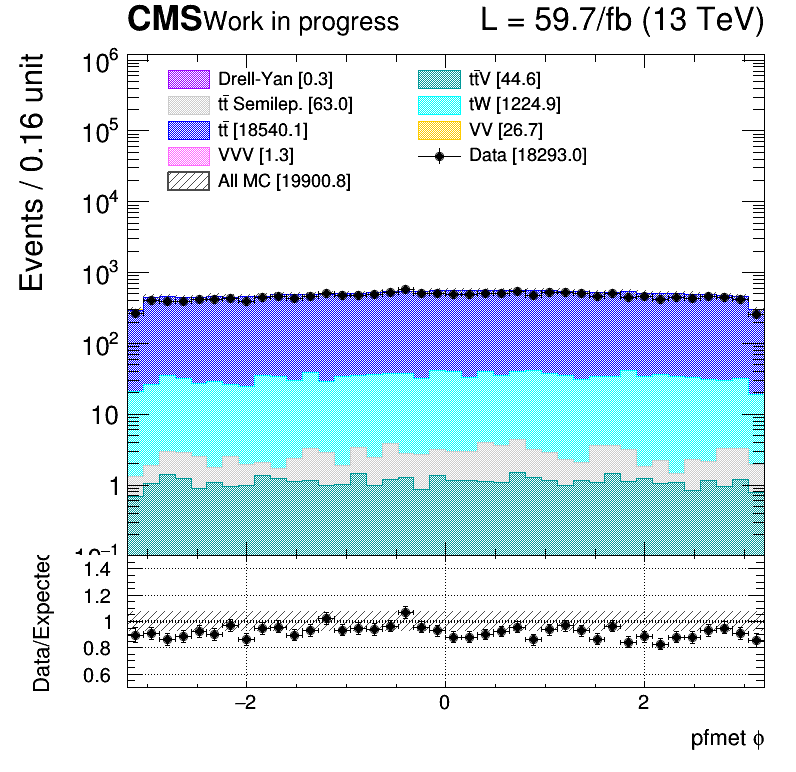 CMS Work in progress L = 59.7/fb (13 TeV)
Events / 0.16 unit
10⁶
10⁵
10⁴
10³
10²
10
1
10⁻¹
Drell-Yan [0.3]
tt̄ Semilep. [63.0]
tt̄ [18540.1]
VVV [1.3]
All MC [19900.8]
tt̄V [44.6]
tW [1224.9]
VV [26.7]
Data [18293.0]
Data/Expected
1.4
1.2
1
0.8
0.6
−2 0 2
pfmet ϕ